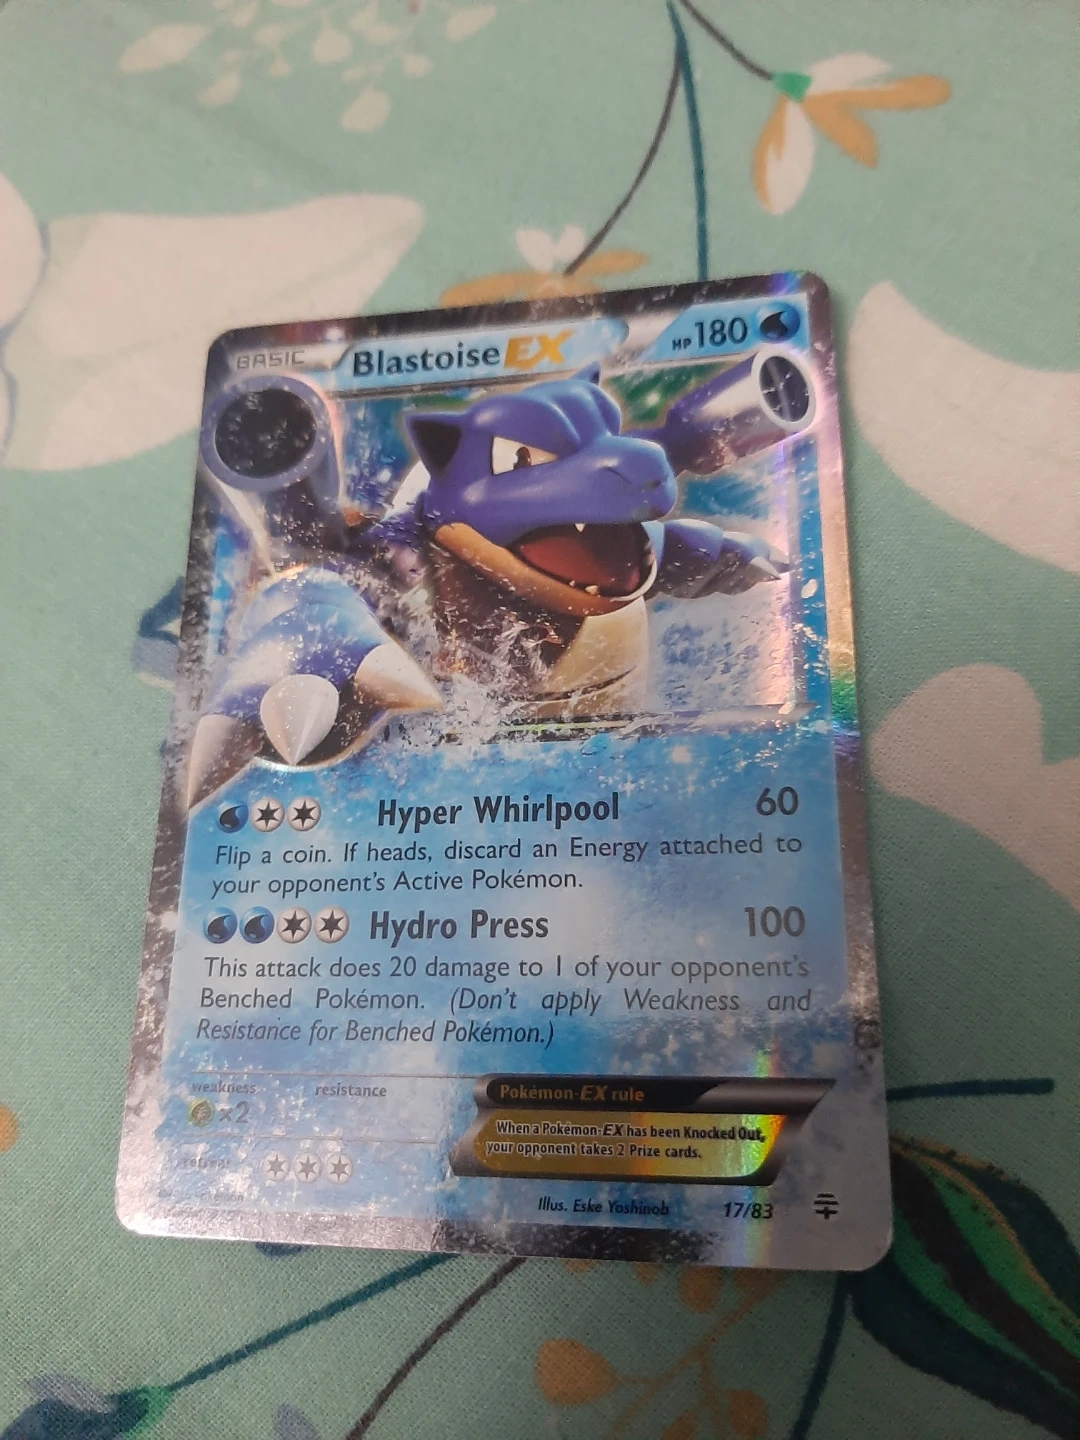 BASIC Blastoise EX HP 180
Hyper Whirlpool 60
Flip a coin. If heads, discard an Energy attached to
your opponent's Active Pokémon.
Hydro Press 100
This attack does 20 damage to 1 of your opponent's
Benched Pokémon. (Don't apply Weakness and
Resistance for Benched Pokémon.)
weakness resistance
×2
Pokémon-EX rule
When a Pokémon-EX has been Knocked Out,
your opponent takes 2 Prize cards.
retreat
Illus. Eske Yoshinob 17/83